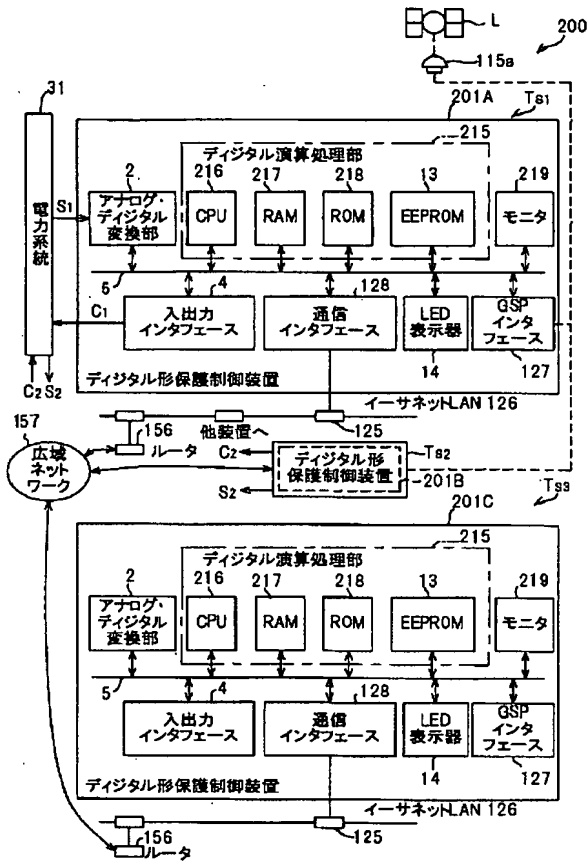 L
200
115B
31
201A
TS1
215
ディジタル演算処理部
2
216
217
218
13
219
電力系統
S1
アナログ・
ディジタル
変換部
CPU
RAM
ROM
EEPROM
モニタ
5
4
128
C1
入出力
インタフェース
通信
インタフェース
LED
表示器
GSP
インタ
フェース
14
127
ディジタル形保護制御装置
C2
S2
イーサネットLAN 126
157
156
他装置へ
125
ルータ
広域
ネット
ワーク
C2
ディジタル形
保護制御装置
TS2
201B
S2
TS3
201C
215
ディジタル演算処理部
2
216
217
218
13
219
アナログ・
ディジタル
変換部
CPU
RAM
ROM
EEPROM
モニタ
5
4
128
入出力
インタフェース
通信
インタフェース
LED
表示器
GSP
インタ
フェース
14
127
ディジタル形保護制御装置
イーサネットLAN 126
156
125
ルータ